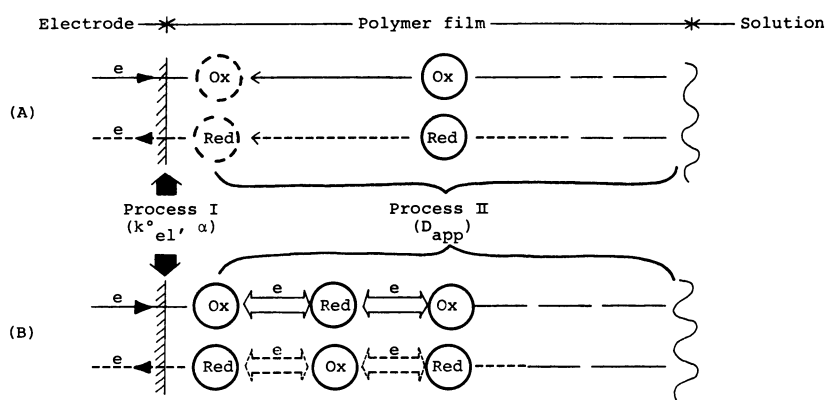 Electrode Polymer film Solution
e Ox Ox
(A)
e Red Red
Process I Process II
(k°el, α) (Dapp)
e Ox e Red e Ox
(B)
e Red e Ox e Red